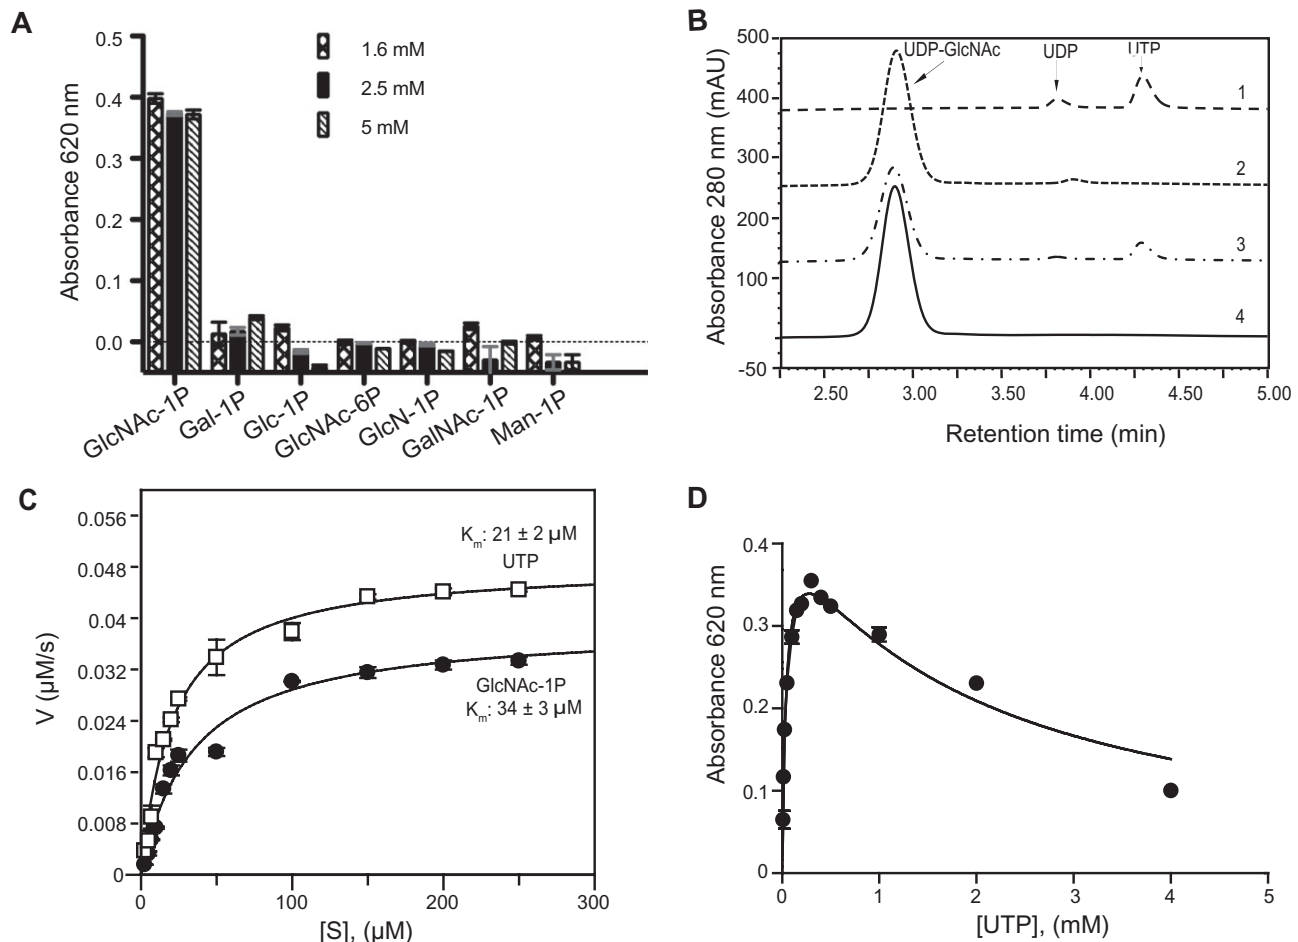 A
0.5
0.4
0.3
0.2
0.1
0.0
Absorbance 620 nm
1.6 mM
2.5 mM
5 mM
GlcNAc-1P
Gal-1P
Glc-1P
GlcNAc-6P
GlcN-1P
GalNAc-1P
Man-1P
B
500
400
300
200
100
-50
Absorbance 280 nm (mAU)
UDP-GlcNAc
UDP
UTP
1
2
3
4
2.50
3.00
4.00
4.50
5.00
Retention time (min)
C
0.056
0.048
0.04
0.032
0.024
0.016
0.008
0
V (µM/s)
Km: 21 ± 2 µM
UTP
GlcNAc-1P
Km: 34 ± 3 µM
0
100
200
300
[S], (µM)
D
0.4
0.3
0.2
0.1
0
Absorbance 620 nm
0
1
2
3
4
5
[UTP], (mM)